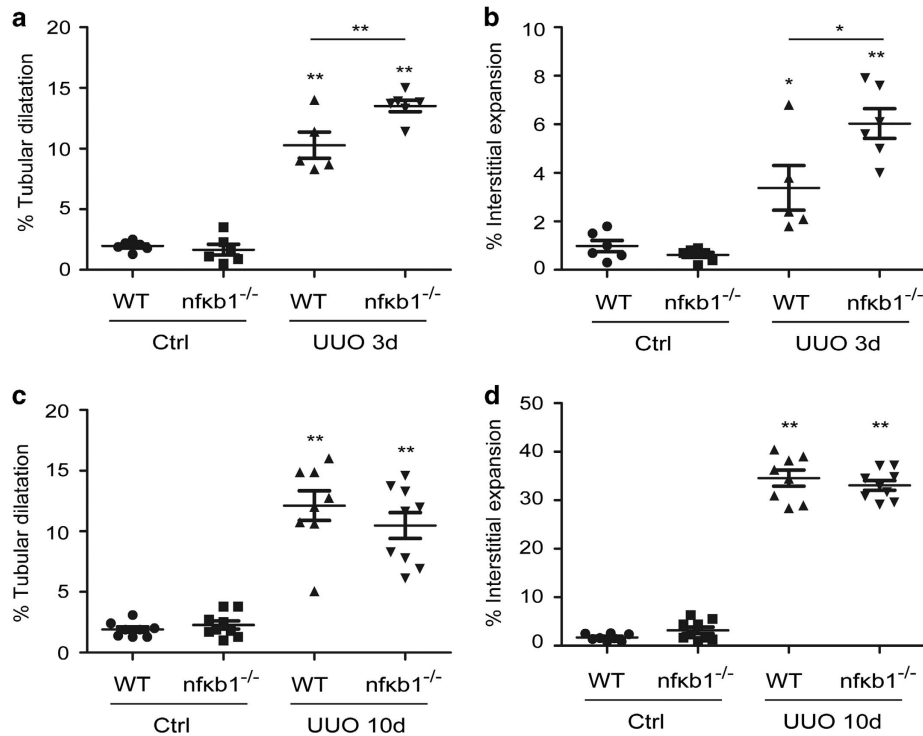 a
% Tubular dilatation
20
15
10
5
0
**
**
**
WT nfκb1-/- WT nfκb1-/-
Ctrl UUO 3d
b
% Interstitial expansion
10
8
6
4
2
0
*
*
**
WT nfκb1-/- WT nfκb1-/-
Ctrl UUO 3d
c
% Tubular dilatation
20
15
10
5
0
**
**
WT nfκb1-/- WT nfκb1-/-
Ctrl UUO 10d
d
% Interstitial expansion
50
40
30
20
10
0
**
**
WT nfκb1-/- WT nfκb1-/-
Ctrl UUO 10d